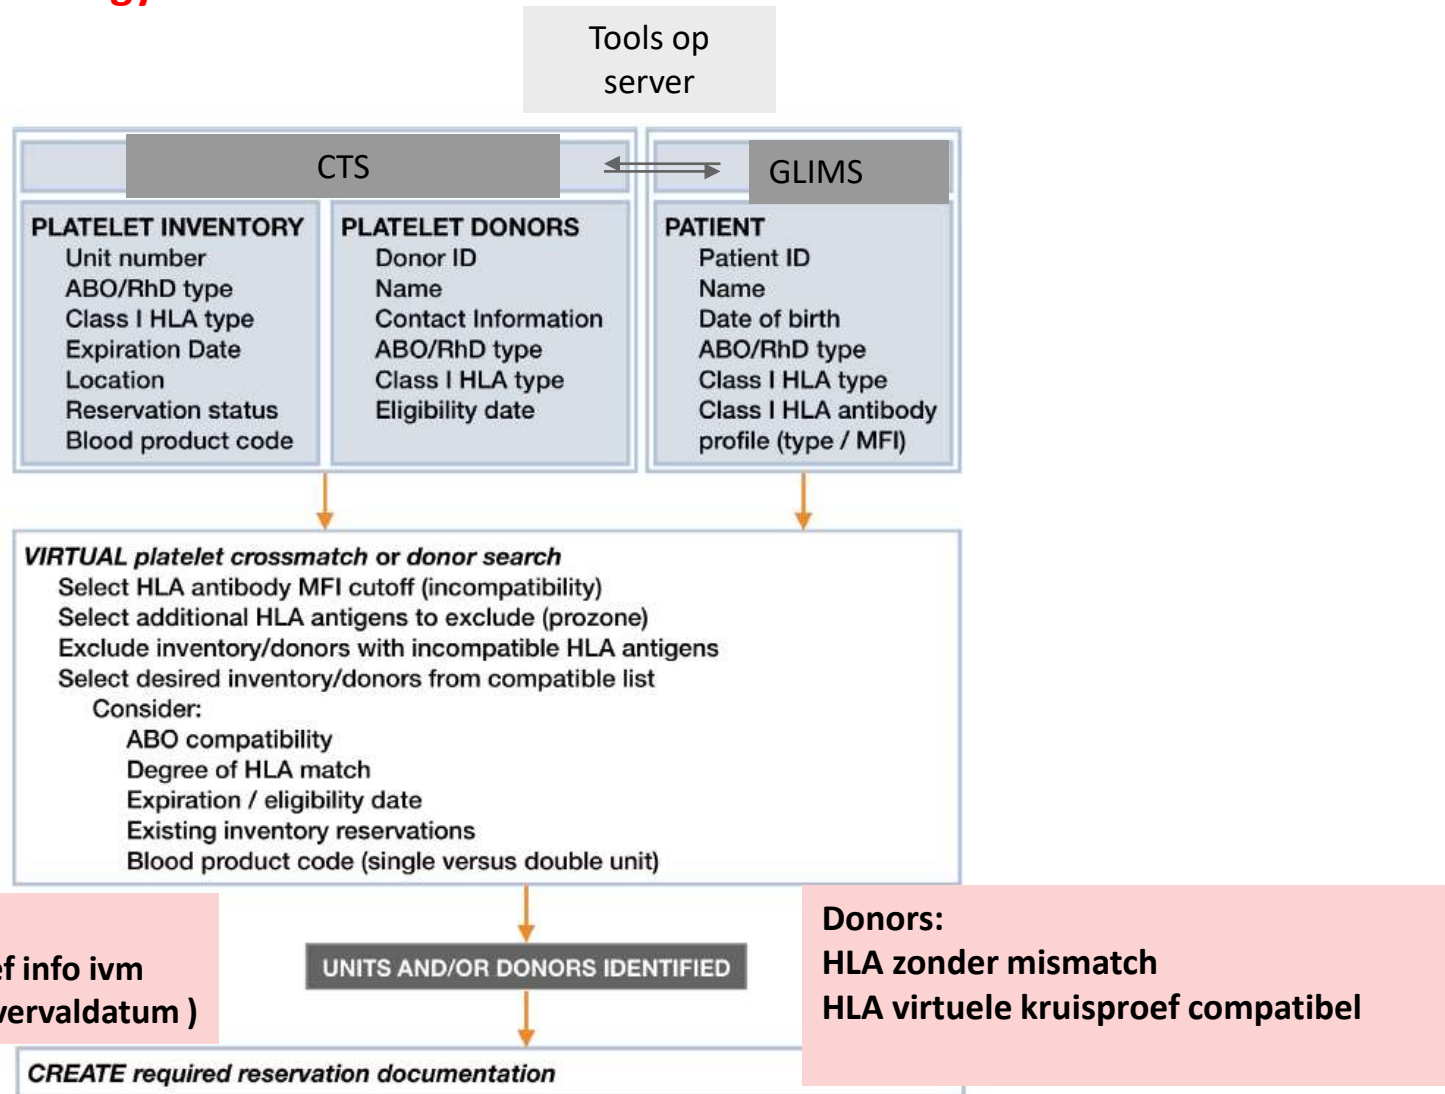 Tools op
server
CTS
GLIMS
PLATELET INVENTORY
Unit number
ABO/RhD type
Class I HLA type
Expiration Date
Location
Reservation status
Blood product code
PLATELET DONORS
Donor ID
Name
Contact Information
ABO/RhD type
Class I HLA type
Eligibility date
PATIENT
Patient ID
Name
Date of birth
ABO/RhD type
Class I HLA type
Class I HLA antibody
profile (type / MFI)
VIRTUAL platelet crossmatch or donor search
Select HLA antibody MFI cutoff (incompatibility)
Select additional HLA antigens to exclude (prozone)
Exclude inventory/donors with incompatible HLA antigens
Select desired inventory/donors from compatible list
Consider:
ABO compatibility
Degree of HLA match
Expiration / eligibility date
Existing inventory reservations
Blood product code (single versus double unit)
info ivm
vervaldatum )
UNITS AND/OR DONORS IDENTIFIED
Donors:
HLA zonder mismatch
HLA virtuele kruisproef compatibel
CREATE required reservation documentation